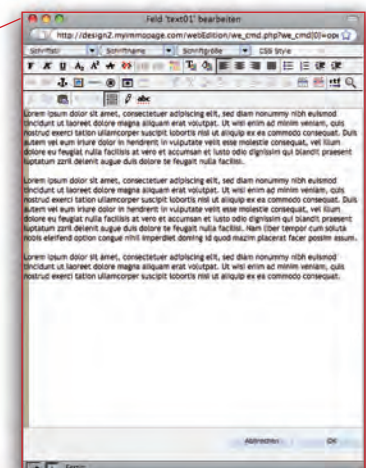 Feld 'text01' bearbeiten
http://design2.myimmopage.com/webEdition/we_cmd.php?we_cmd[0]=ope
Schriftstil Schriftname Schriftgröße CSS Style
Lorem ipsum dolor sit amet, consectetuer adipiscing elit, sed diam nonummy nibh euismod
tincidunt ut laoreet dolore magna aliquam erat volutpat. Ut wisi enim ad minim veniam, quis
nostrud exerci tation ullamcorper suscipit lobortis nisl ut aliquip ex ea commodo consequat. Duis
autem vel eum iriure dolor in hendrerit in vulputate velit esse molestie consequat, vel illum
dolore eu feugiat nulla facilisis at vero et accumsan et iusto odio dignissim qui blandit praesent
luptatum zzril delenit augue duis dolore te feugait nulla facilisi.
Lorem ipsum dolor sit amet, consectetuer adipiscing elit, sed diam nonummy nibh euismod
tincidunt ut laoreet dolore magna aliquam erat volutpat. Ut wisi enim ad minim veniam, quis
nostrud exerci tation ullamcorper suscipit lobortis nisl ut aliquip ex ea commodo consequat. Duis
autem vel eum iriure dolor in hendrerit in vulputate velit esse molestie consequat, vel illum
dolore eu feugiat nulla facilisis at vero et accumsan et iusto odio dignissim qui blandit praesent
luptatum zzril delenit augue duis dolore te feugait nulla facilisi. Nam liber tempor cum soluta
nobis eleifend option congue nihil imperdiet doming id quod mazim placerat facer possim assum.
Lorem ipsum dolor sit amet, consectetuer adipiscing elit, sed diam nonummy nibh euismod
tincidunt ut laoreet dolore magna aliquam erat volutpat. Ut wisi enim ad minim veniam, quis
nostrud exerci tation ullamcorper suscipit lobortis nisl ut aliquip ex ea commodo consequat.
Abbrechen OK
Fertig